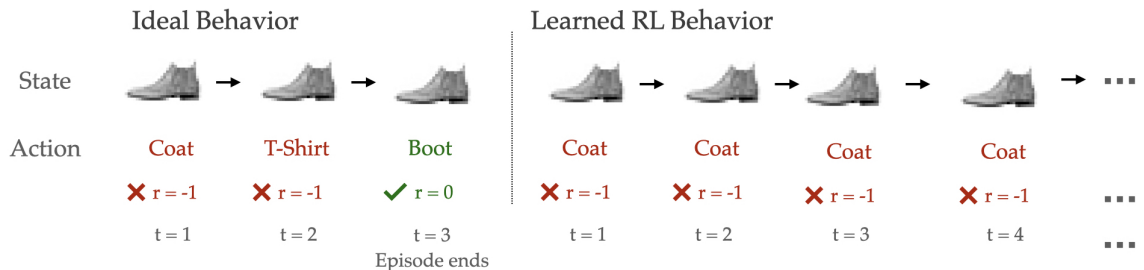 Ideal Behavior Learned RL Behavior
State ...
Action Coat T-Shirt Boot Coat Coat Coat Coat
r = -1 r = -1 r = 0 r = -1 r = -1 r = -1 r = -1 ...
t = 1 t = 2 t = 3 t = 1 t = 2 t = 3 t = 4 ...
Episode ends